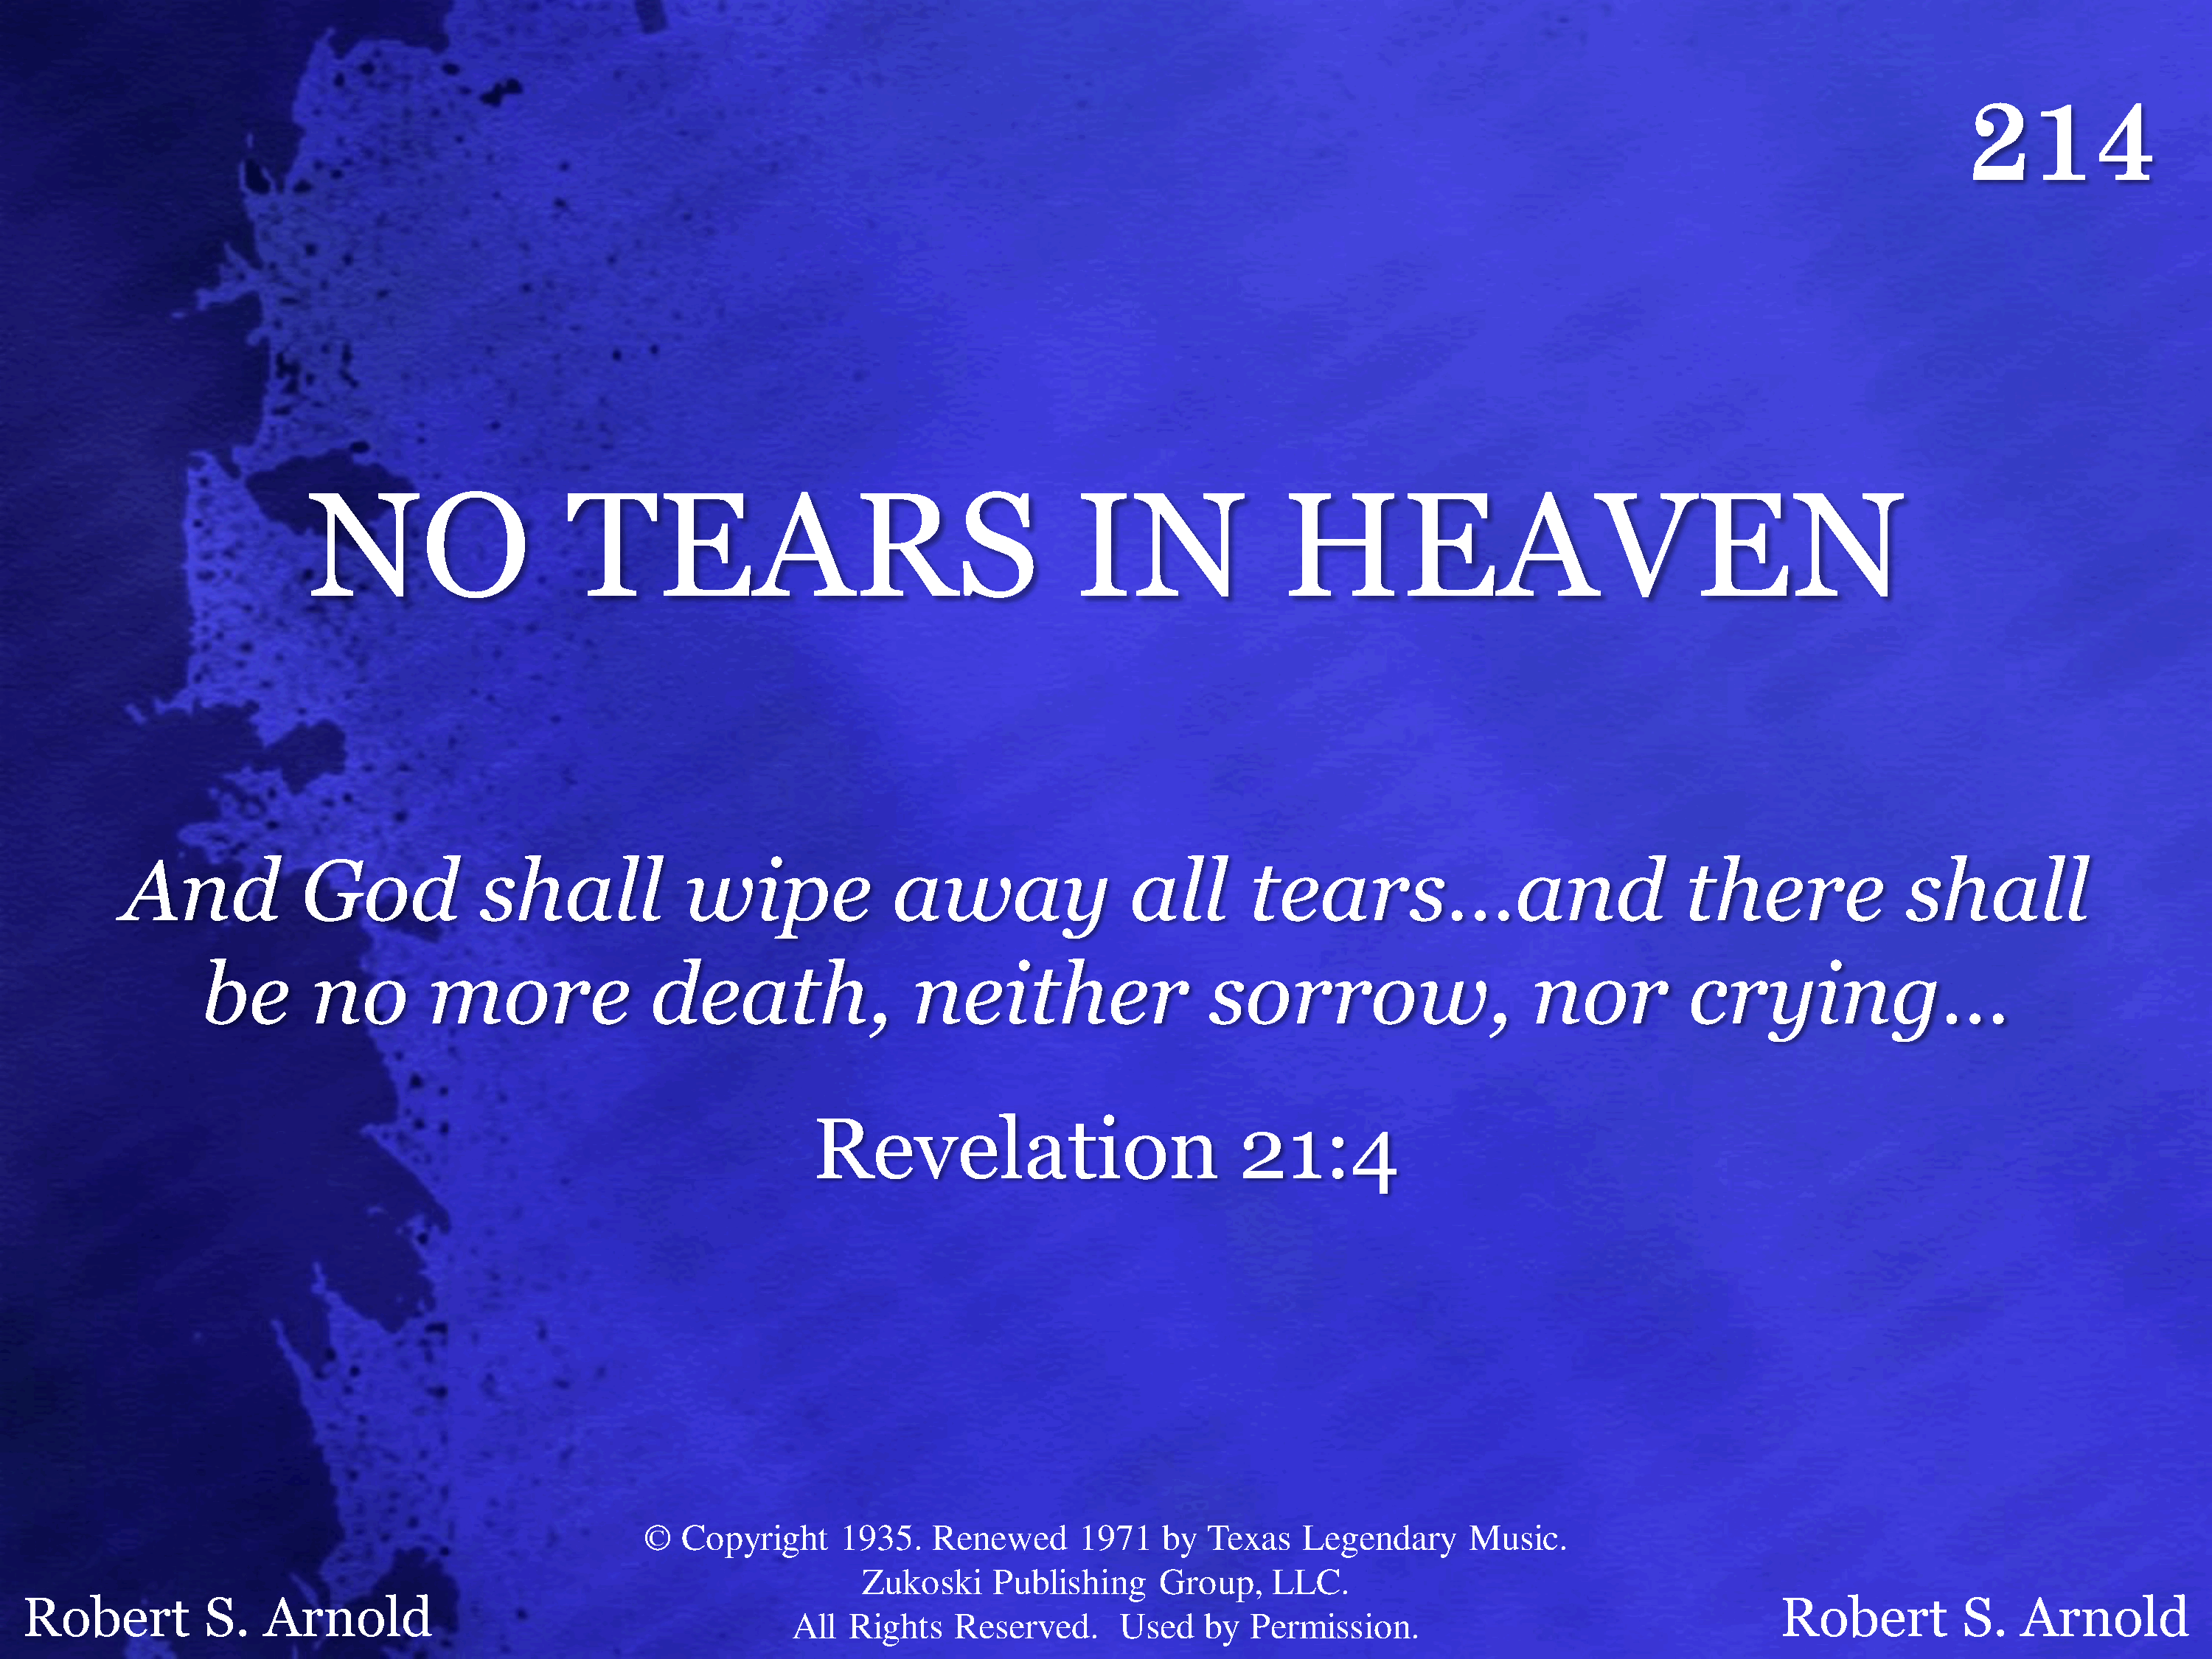 214
NO TEARS IN HEAVEN
And God shall wipe away all tears…and there shall
be no more death, neither sorrow, nor crying…
Revelation 21:4
© Copyright 1935. Renewed 1971 by Texas Legendary Music.
Zukoski Publishing Group, LLC.
All Rights Reserved. Used by Permission.
Robert S. Arnold
Robert S. Arnold